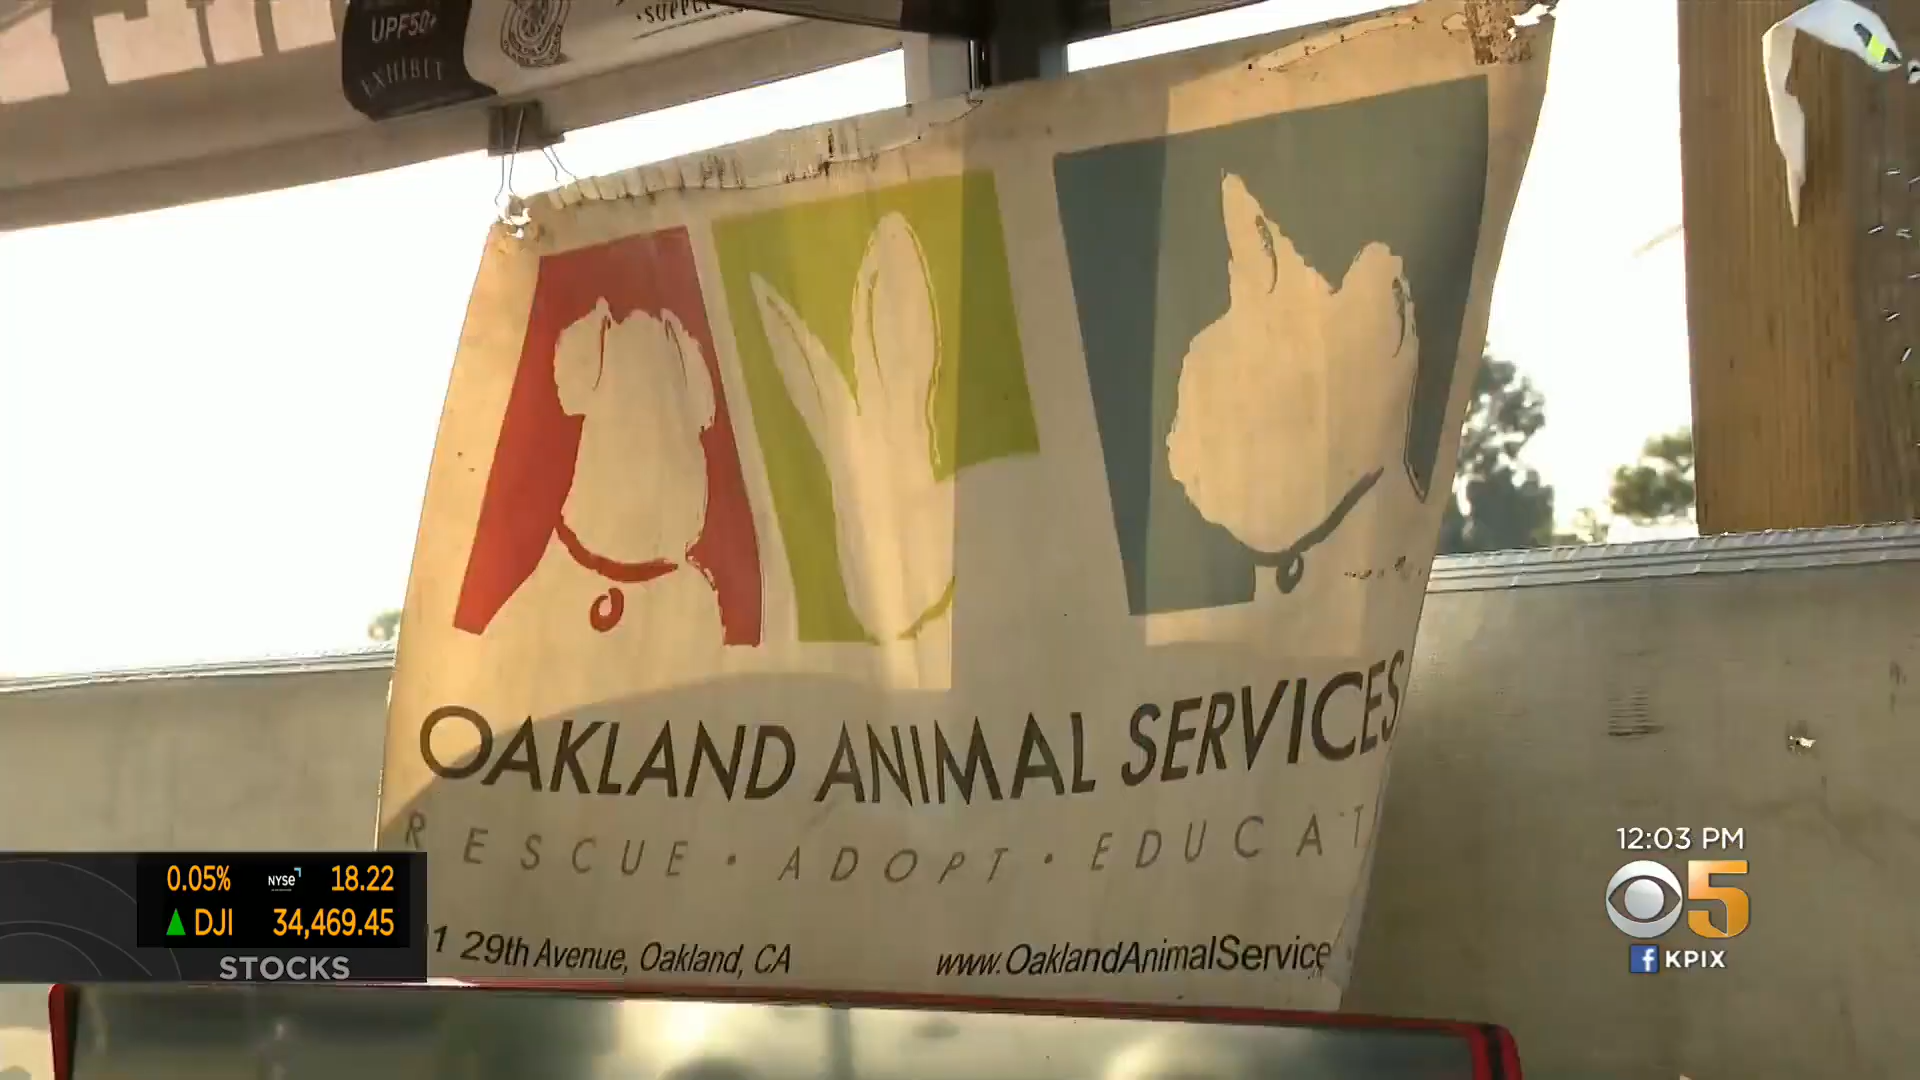 UPF50+
EXHIBIT
OAKLAND ANIMAL SERVICES
RESCUE • ADOPT • EDUCAT
1 29th Avenue, Oakland, CA
www.OaklandAnimalService
0.05% NYSE 18.22
▲ DJI 34,469.45
STOCKS
12:03 PM
5
f KPIX